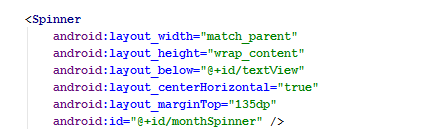 <Spinner
android:layout_width="match_parent"
android:layout_height="wrap_content"
android:layout_below="@+id/textView"
android:layout_centerHorizontal="true"
android:layout_marginTop="135dp"
android:id="@+id/monthSpinner" />